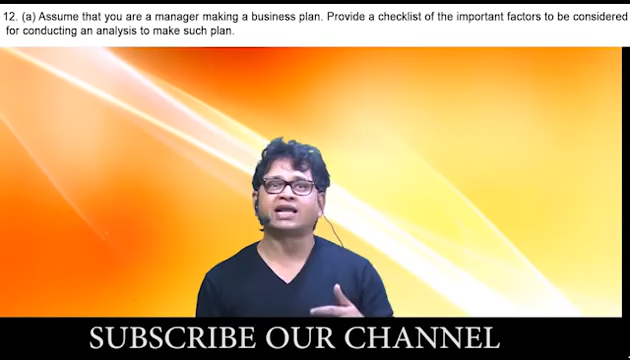 12. (a) Assume that you are a manager making a business plan. Provide a checklist of the important factors to be considered
for conducting an analysis to make such plan.
SUBSCRIBE OUR CHANNEL